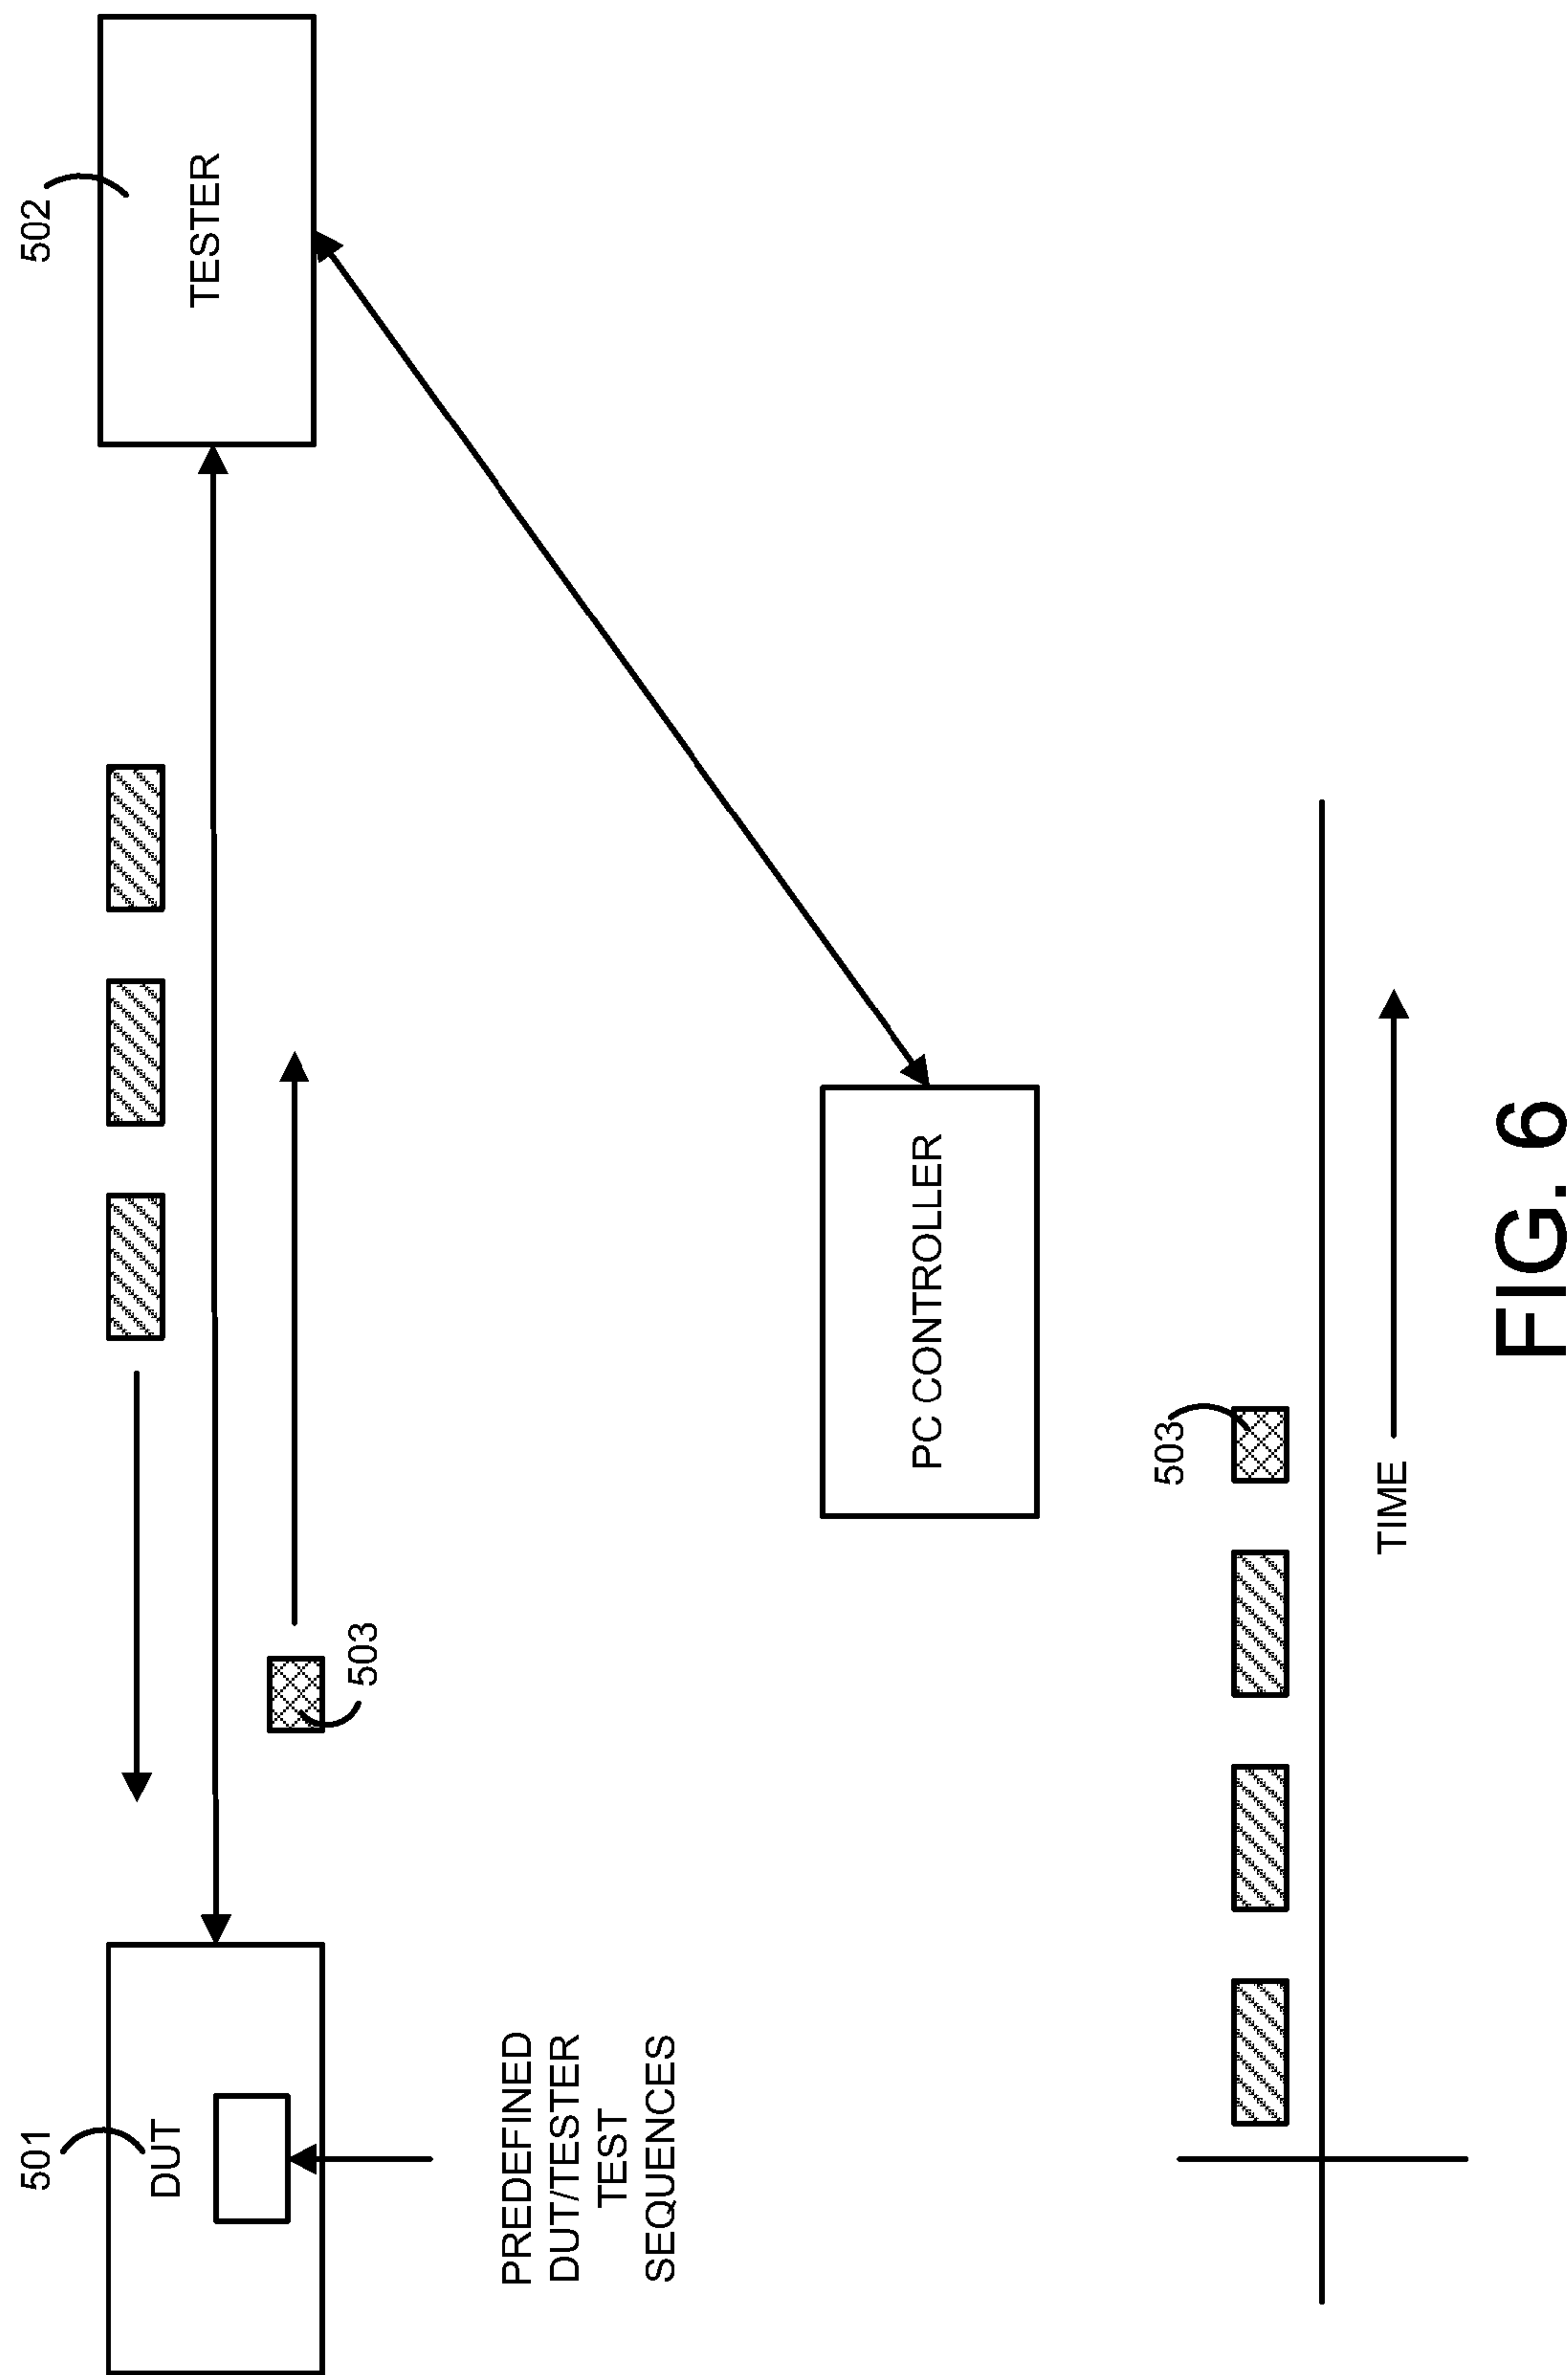 501
DUT
502
TESTER
503
PREDEFINED
DUT/TESTER
TEST
SEQUENCES
PC CONTROLLER
503
TIME
FIG. 6